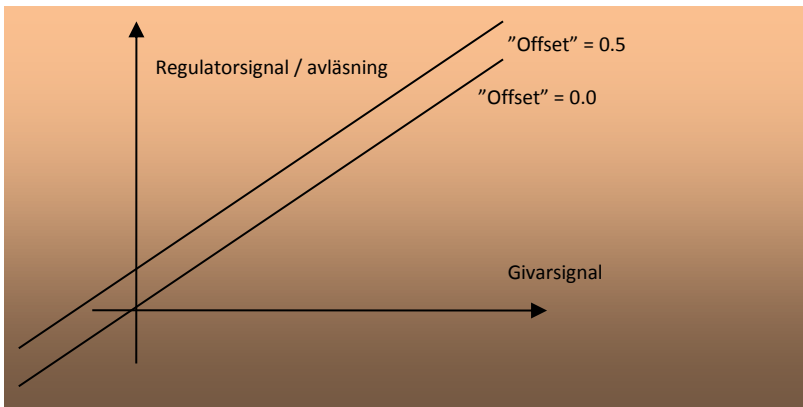 ”Offset” = 0.5
Regulatorsignal / avläsning
”Offset” = 0.0
Givarsignal